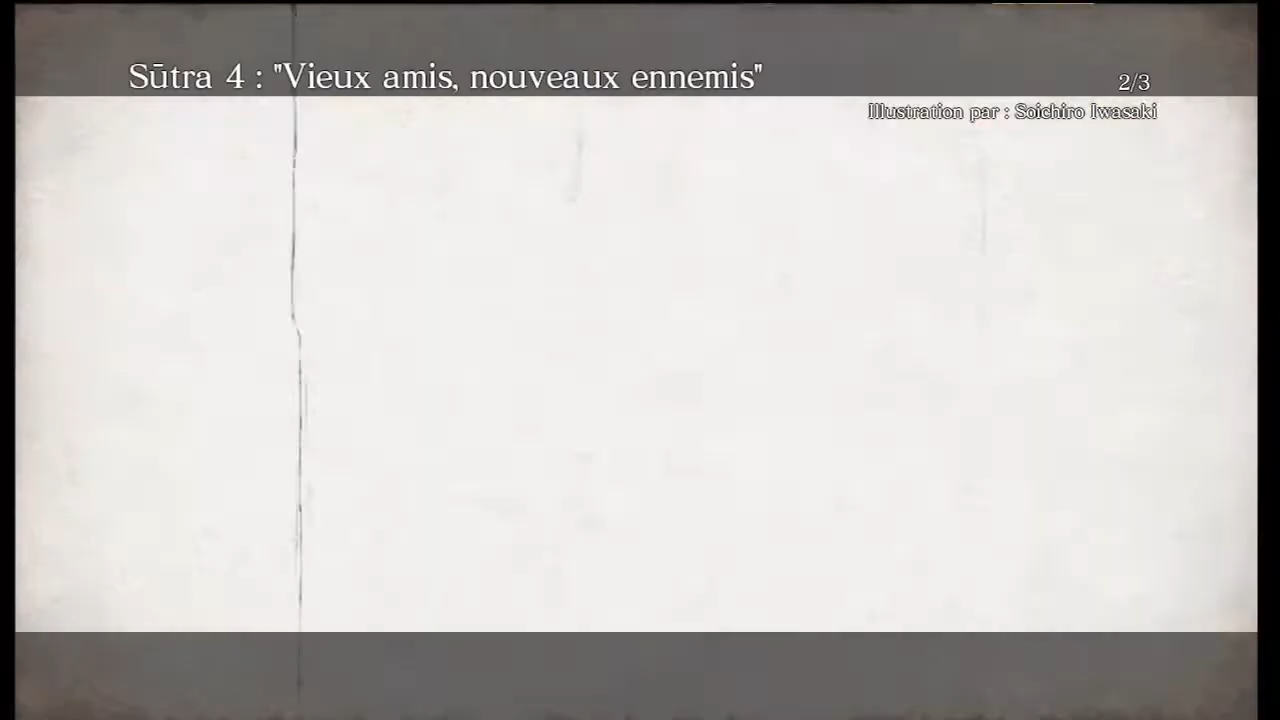 Sūtra 4 : "Vieux amis, nouveaux ennemis"
2/3
Illustration par : Soichiro Iwasaki